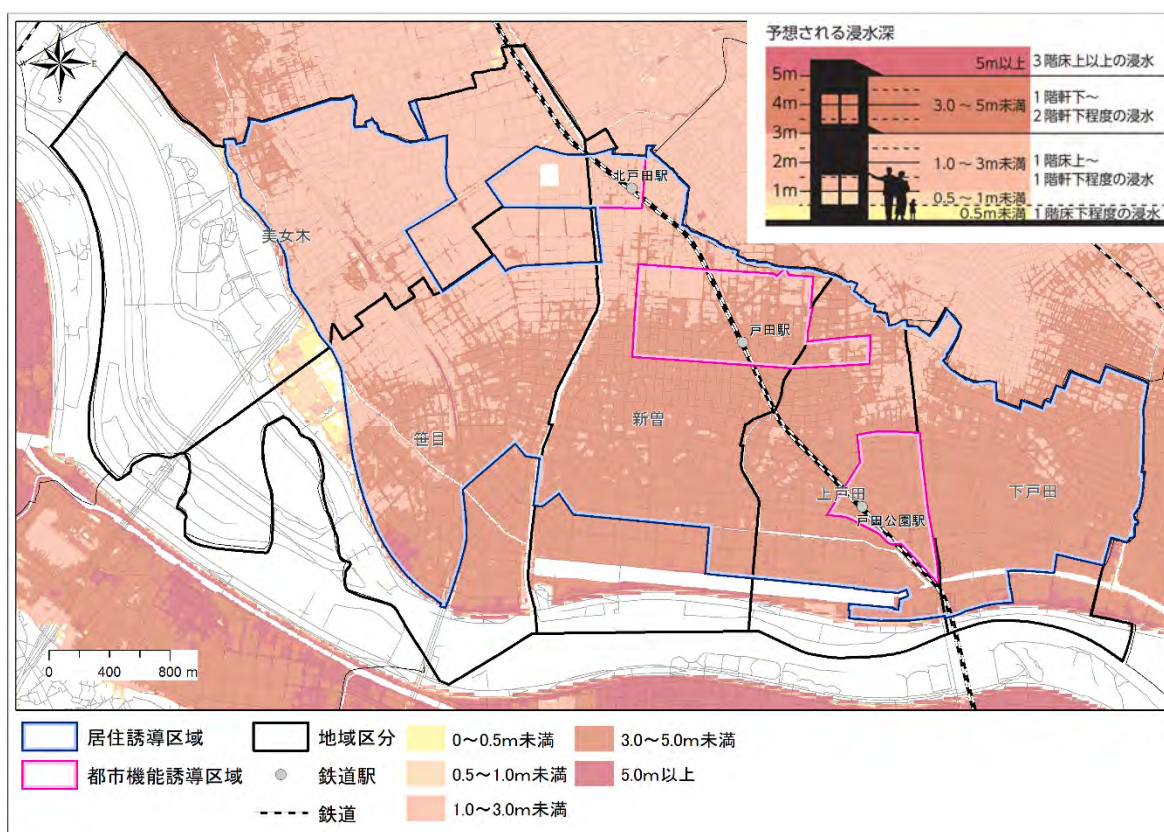 予想される浸水深
5m
4m
3m
2m
1m
5m以上
3.0～5m未満
1.0～3m未満
0.5～1m未満
0.5m未満
3階床上以上の浸水
1階軒下～
2階軒下程度の浸水
1階床上～
1階軒下程度の浸水
1階床下程度の浸水
北戸田駅
美女木
戸田駅
新曽
笹目
上戸田
戸田公園駅
下戸田
0 400 800 m
居住誘導区域
都市機能誘導区域
地域区分
鉄道駅
鉄道
0～0.5m未満
0.5～1.0m未満
1.0～3.0m未満
3.0～5.0m未満
5.0m以上